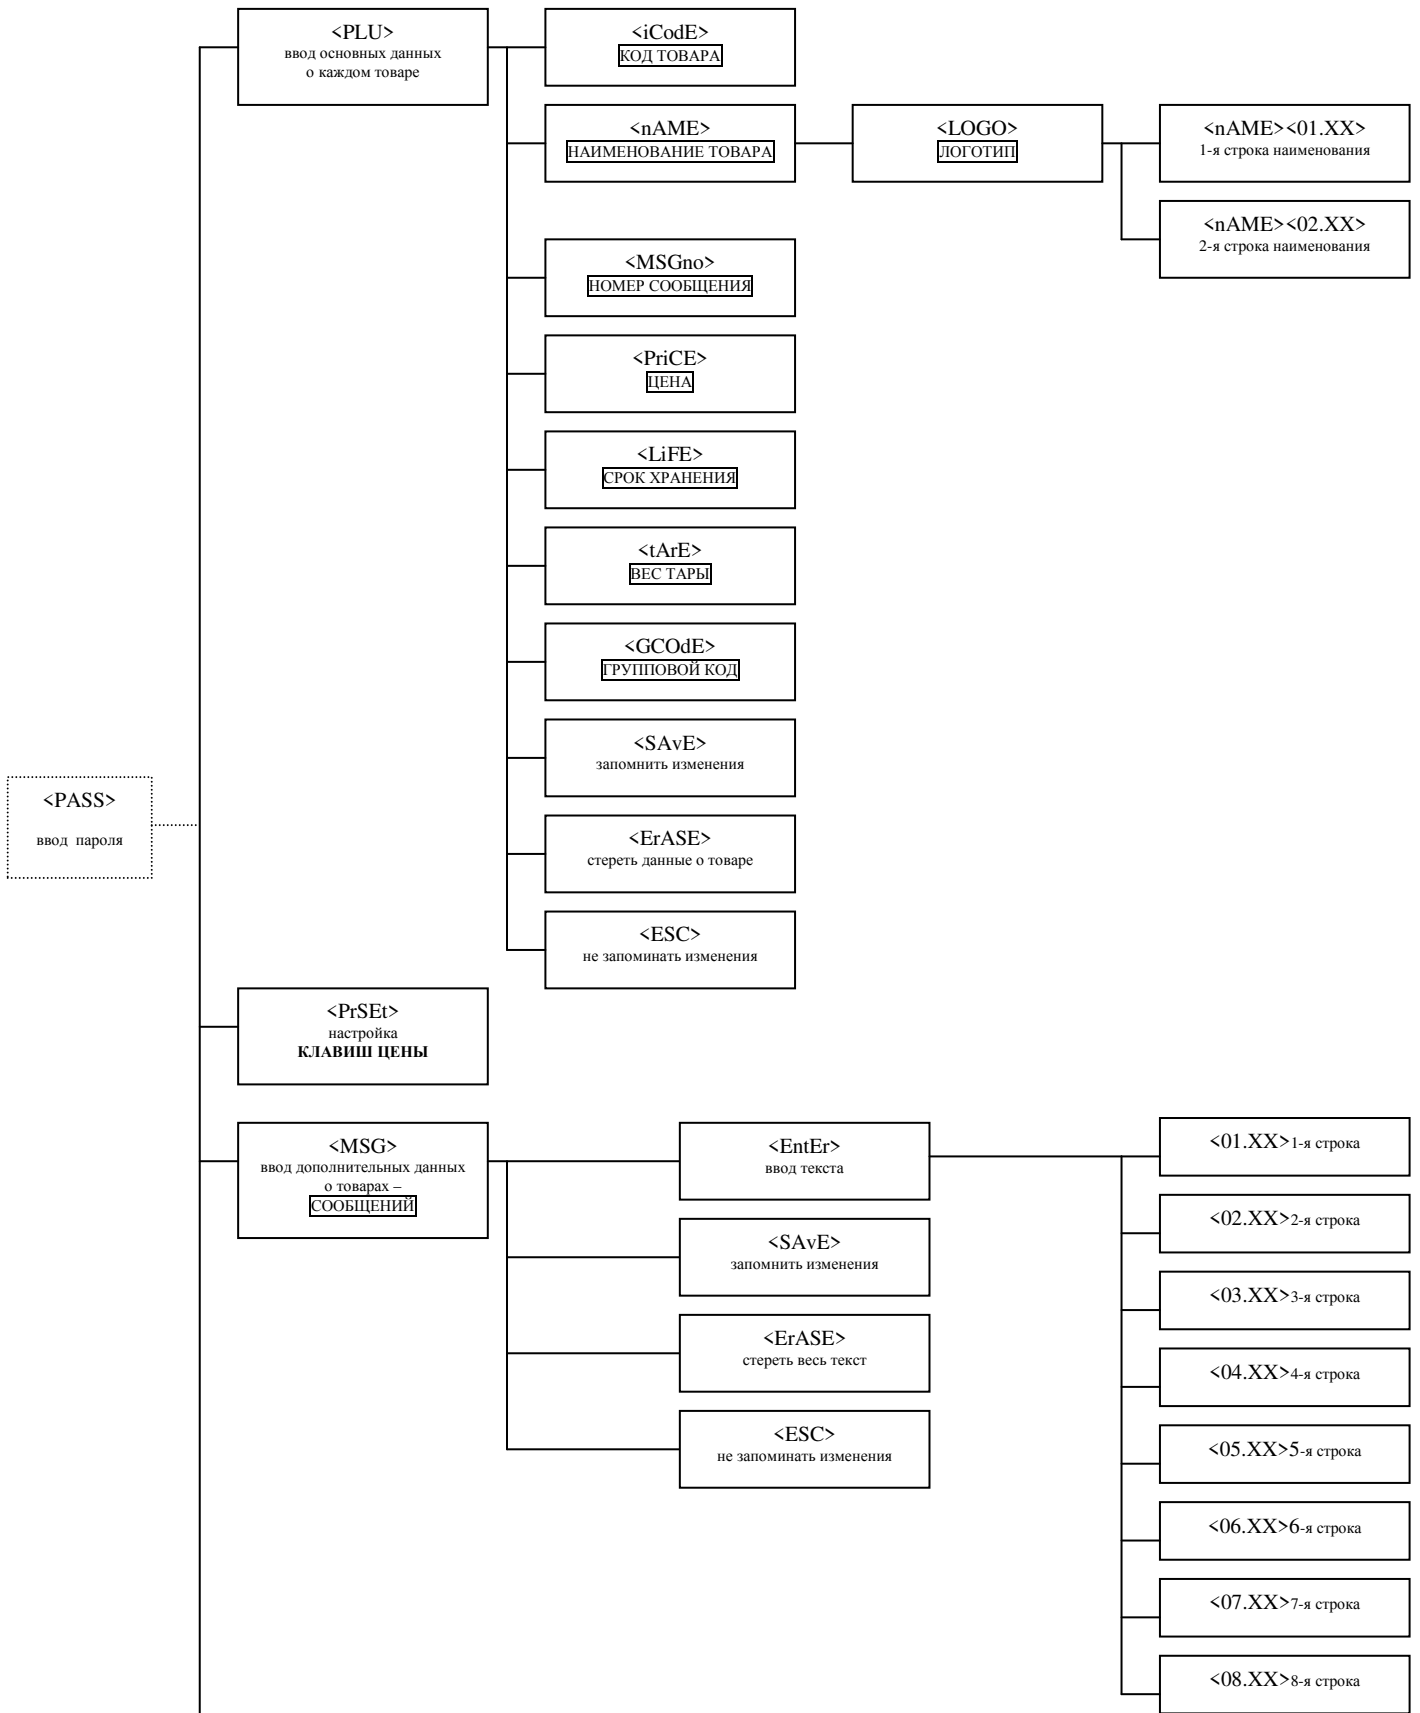 <PLU>
ввод основных данных
о каждом товаре
<iCodE>
КОД ТОВАРА
<nAME>
НАИМЕНОВАНИЕ ТОВАРА
<LOGO>
ЛОГОТИП
<nAME><01.XX>
1-я строка наименования
<nAME><02.XX>
2-я строка наименования
<MSGno>
НОМЕР СООБЩЕНИЯ
<PriCE>
ЦЕНА
<LiFE>
СРОК ХРАНЕНИЯ
<tArE>
ВЕС ТАРЫ
<GCOdE>
ГРУППОВОЙ КОД
<SAvE>
запомнить изменения
<ErASE>
стереть данные о товаре
<ESC>
не запоминать изменения
<PASS>
ввод пароля
<PrSEt>
настройка
КЛАВИШ ЦЕНЫ
<MSG>
ввод дополнительных данных
о товарах –
СООБЩЕНИЙ
<EntEr>
ввод текста
<SAvE>
запомнить изменения
<ErASE>
стереть весь текст
<ESC>
не запоминать изменения
<01.XX>1-я строка
<02.XX>2-я строка
<03.XX>3-я строка
<04.XX>4-я строка
<05.XX>5-я строка
<06.XX>6-я строка
<07.XX>7-я строка
<08.XX>8-я строка